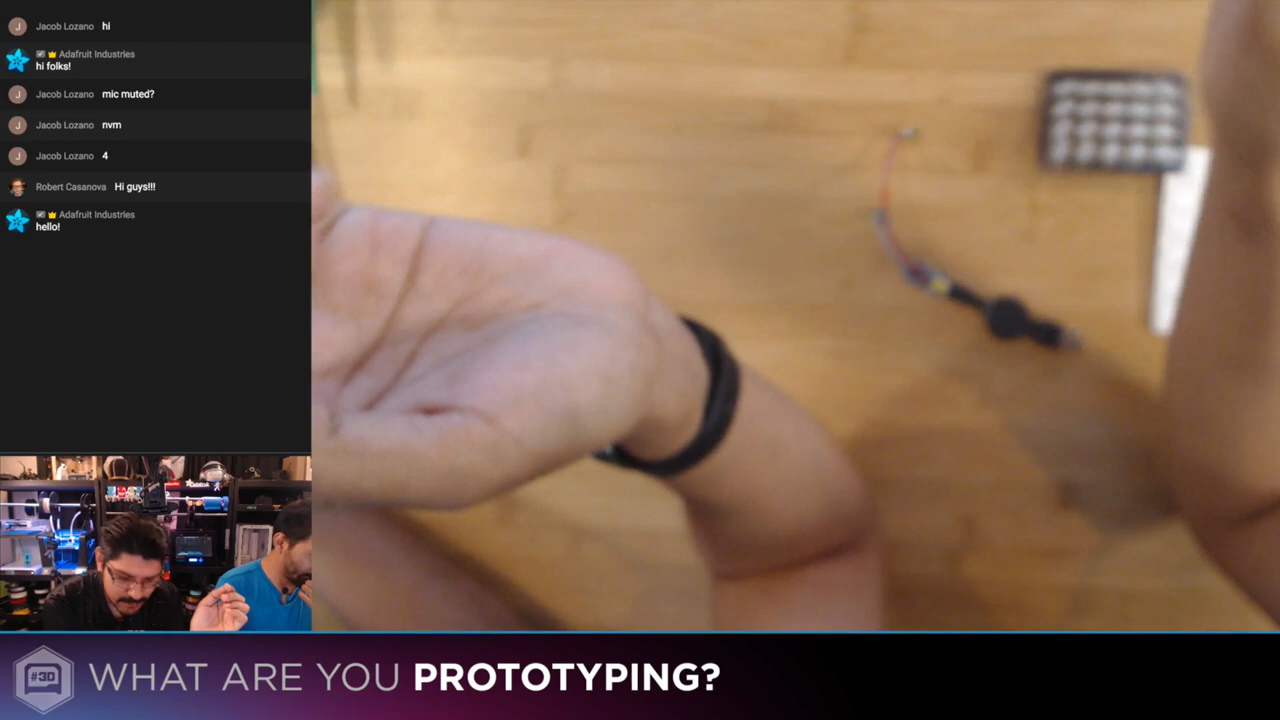 J Jacob Lozano hi
Adafruit Industries
hi folks!
J Jacob Lozano mic muted?
J Jacob Lozano nvm
J Jacob Lozano 4
Robert Casanova Hi guys!!!
Adafruit Industries
hello!
#3D
WHAT ARE YOU PROTOTYPING?